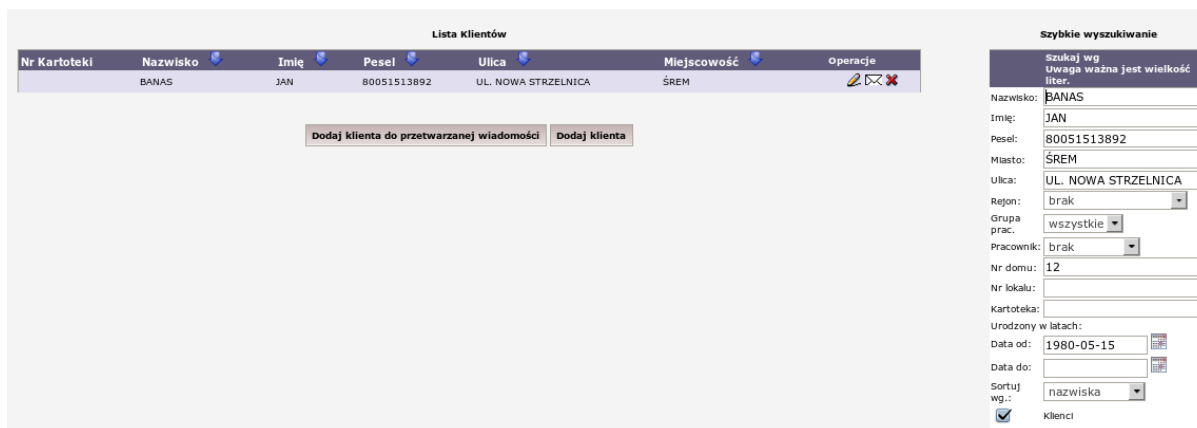 Lista Klientów
Nr Kartoteki Nazwisko Imię Pesel Ulica Miejscowość Operacje
BANAS JAN 80051513892 UL. NOWA STRZELNICA ŚREM
Dodaj klienta do przetwarzanej wiadomości Dodaj klienta
Szybkie wyszukiwanie
Szukaj wg
Uwaga ważna jest wielkość
liter.
Nazwisko: BANAS
Imię: JAN
Pesel: 80051513892
Miasto: ŚREM
Ulica: UL. NOWA STRZELNICA
Rejon: brak
Grupa
prac. wszystkie
Pracownik: brak
Nr domu: 12
Nr lokalu:
Kartoteka:
Urodzony w latach:
Data od: 1980-05-15
Data do:
Sortuj
wg.: nazwiska
Klienci